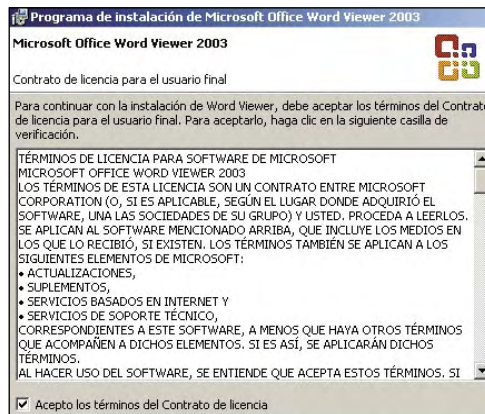 Programa de instalación de Microsoft Office Word Viewer 2003
Microsoft Office Word Viewer 2003
Contrato de licencia para el usuario final
Para continuar con la instalación de Word Viewer, debe aceptar los términos del Contrato
de licencia para el usuario final. Para aceptarlo, haga clic en la siguiente casilla de
verificación.
TÉRMINOS DE LICENCIA PARA SOFTWARE DE MICROSOFT
MICROSOFT OFFICE WORD VIEWER 2003
LOS TÉRMINOS DE ESTA LICENCIA SON UN CONTRATO ENTRE MICROSOFT
CORPORATION (O, SI ES APLICABLE, SEGÚN EL LUGAR DONDE ADQUIRIÓ EL
SOFTWARE, UNA LAS SOCIEDADES DE SU GRUPO) Y USTED. PROCEDA A LEERLOS.
SE APLICAN AL SOFTWARE MENCIONADO ARRIBA, QUE INCLUYE LOS MEDIOS EN
LOS QUE LO RECIBIÓ, SI EXISTEN. LOS TÉRMINOS TAMBIÉN SE APLICAN A LOS
SIGUIENTES ELEMENTOS DE MICROSOFT:
• ACTUALIZACIONES,
• SUPLEMENTOS,
• SERVICIOS BASADOS EN INTERNET Y
• SERVICIOS DE SOPORTE TÉCNICO,
CORRESPONDIENTES A ESTE SOFTWARE, A MENOS QUE HAYA OTROS TÉRMINOS
QUE ACOMPAÑEN A DICHOS ELEMENTOS. SI ES ASÍ, SE APLICARÁN DICHOS
TÉRMINOS.
AL HACER USO DEL SOFTWARE, SE ENTIENDE QUE ACEPTA ESTOS TÉRMINOS. SI
Acepto los términos del Contrato de licencia